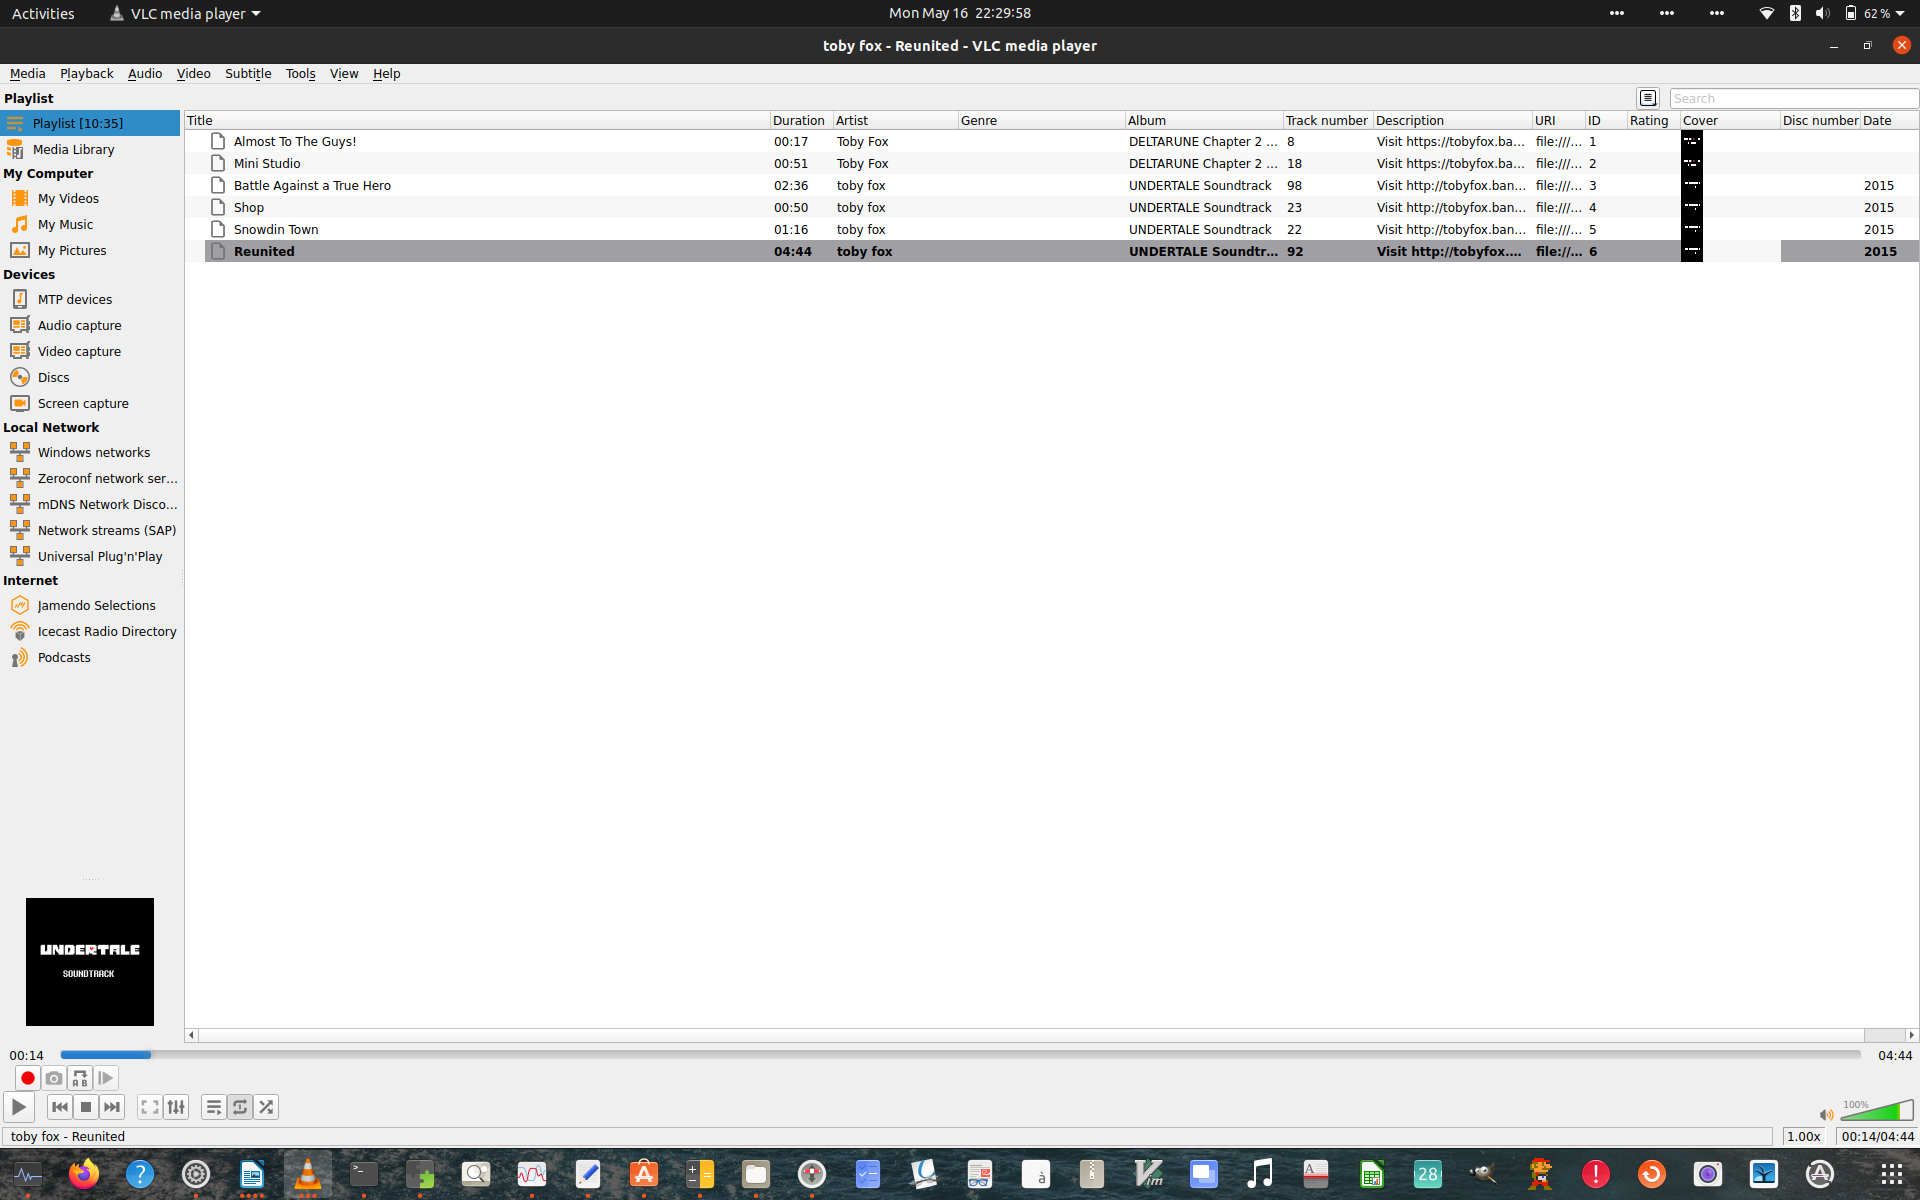 Activities VLC media player Mon May 16 22:29:58 62 %
toby fox - Reunited - VLC media player
Media Playback Audio Video Subtitle Tools View Help
Playlist
Search
Playlist [10:35]
Media Library
My Computer
My Videos
My Music
My Pictures
Devices
MTP devices
Audio capture
Video capture
Discs
Screen capture
Local Network
Windows networks
Zeroconf network ser...
mDNS Network Disco...
Network streams (SAP)
Universal Plug'n'Play
Internet
Jamendo Selections
Icecast Radio Directory
Podcasts
Title Duration Artist Genre Album Track number Description URI ID Rating Cover Disc number Date
Almost To The Guys! 00:17 Toby Fox DELTARUNE Chapter 2 ... 8 Visit https://tobyfox.ba... file:///... 1
Mini Studio 00:51 Toby Fox DELTARUNE Chapter 2 ... 18 Visit https://tobyfox.ba... file:///... 2
Battle Against a True Hero 02:36 toby fox UNDERTALE Soundtrack 98 Visit http://tobyfox.ban... file:///... 3 2015
Shop 00:50 toby fox UNDERTALE Soundtrack 23 Visit http://tobyfox.ban... file:///... 4 2015
Snowdin Town 01:16 toby fox UNDERTALE Soundtrack 22 Visit http://tobyfox.ban... file:///... 5 2015
Reunited 04:44 toby fox UNDERTALE Soundtr... 92 Visit http://tobyfox.... file://... 6 2015
UNDERTALE
SOUNDTRACK
00:14 04:44
A B
100%
toby fox - Reunited 1.00x 00:14/04:44
? >_ à Vim A 28 !